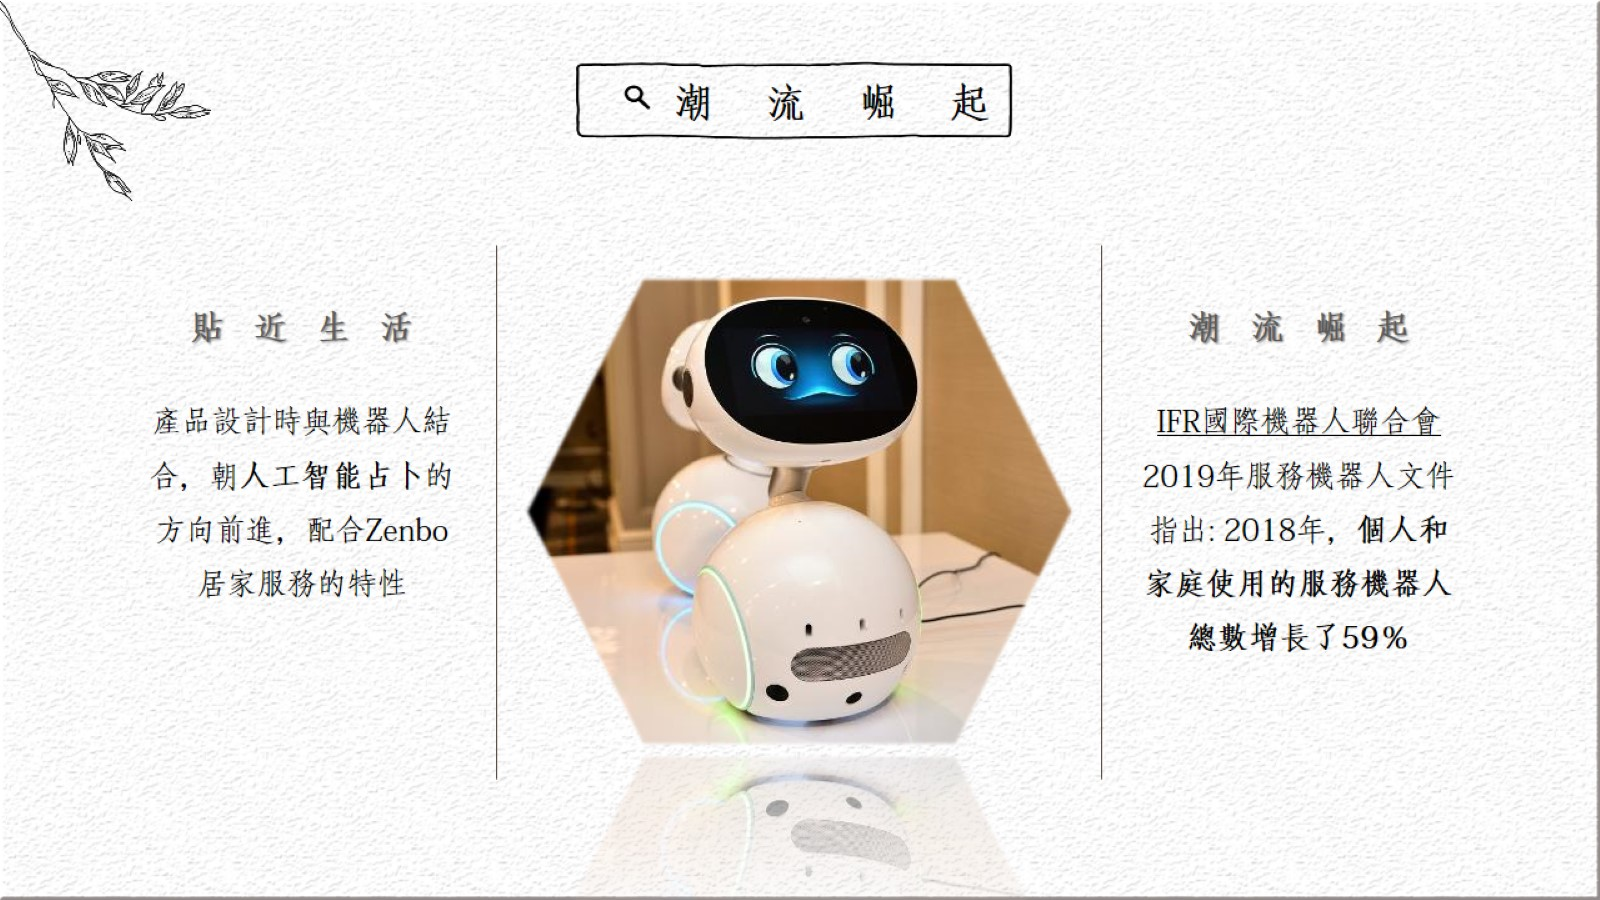 潮流崛起
貼近生活
產品設計時與機器人結
合，朝人工智能占卜的
方向前進，配合Zenbo
居家服務的特性
潮流崛起
IFR國際機器人聯合會
2019年服務機器人文件
指出: 2018年，個人和
家庭使用的服務機器人
總數增長了59%